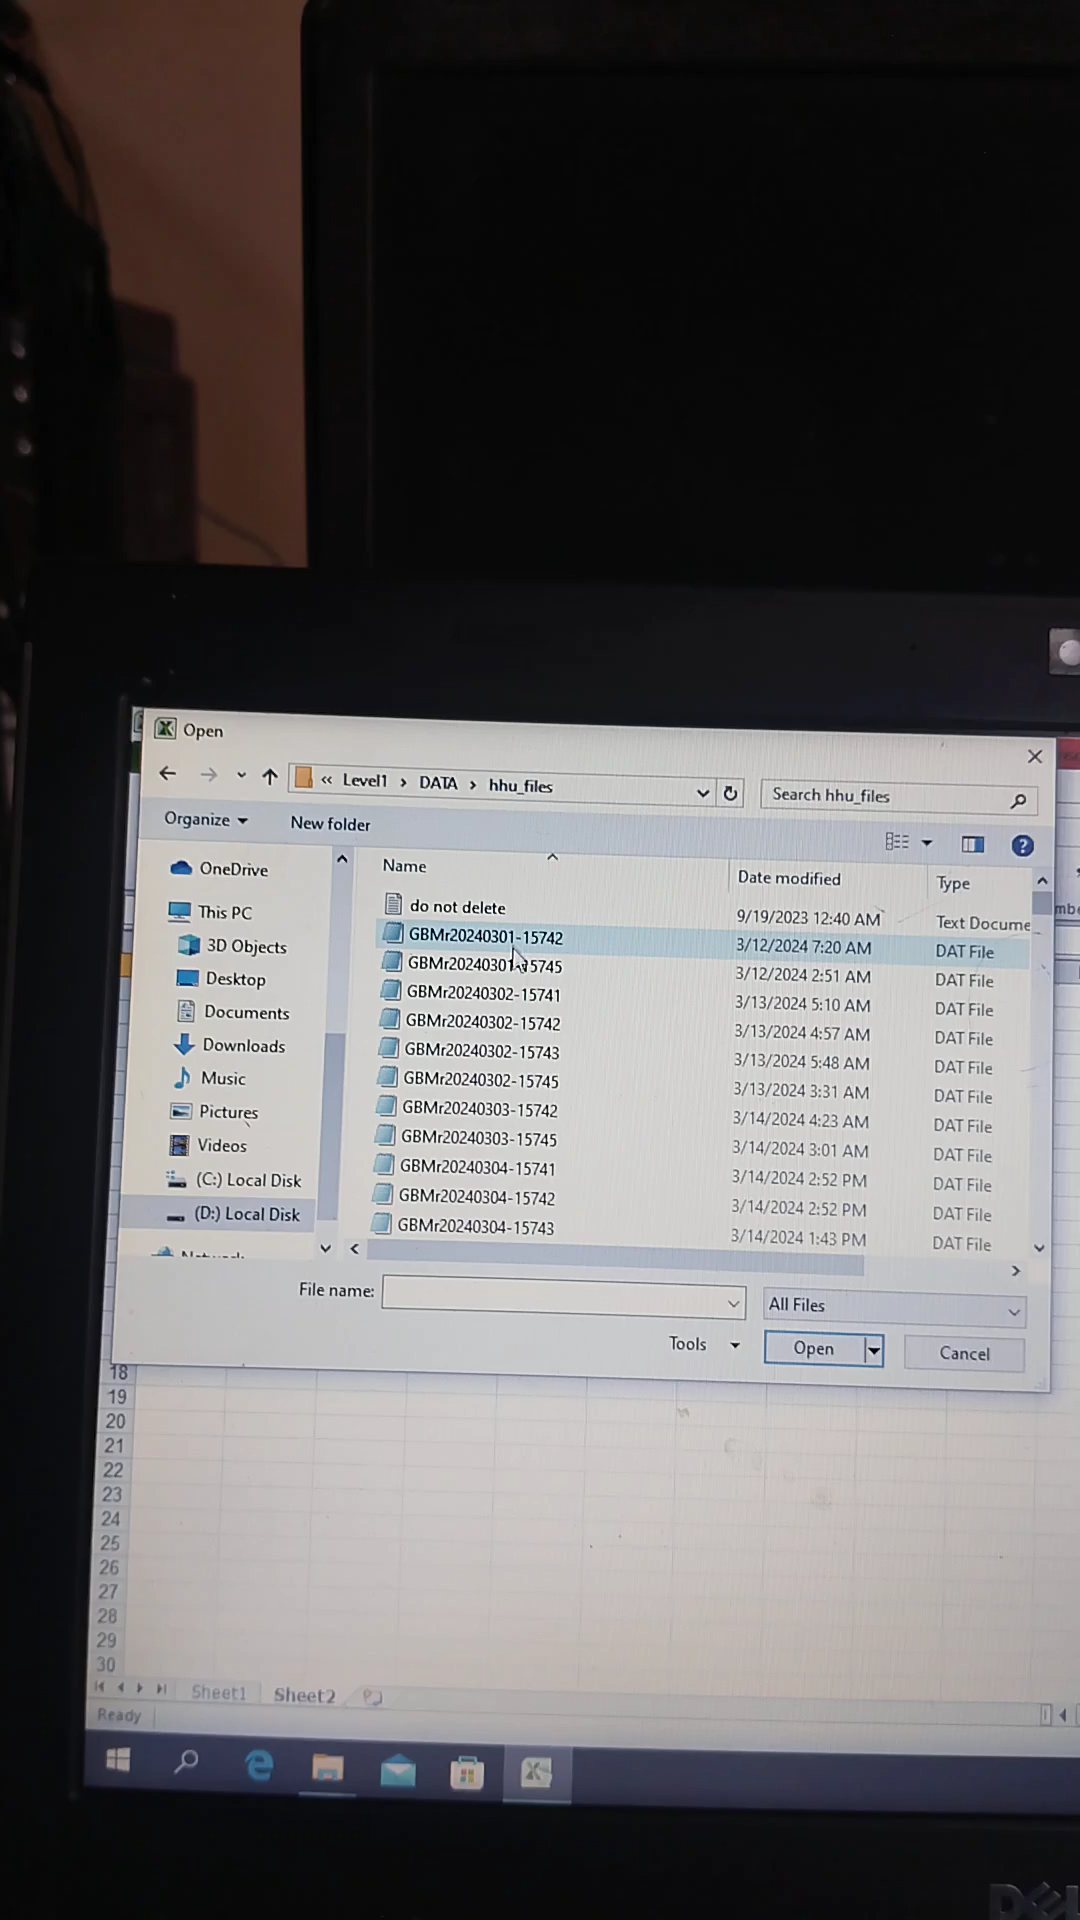 Open
« Level1 › DATA › hhu_files
Search hhu_files
Organize
New folder
Name
Date modified
Type
OneDrive
This PC
3D Objects
Desktop
Documents
Downloads
Music
Pictures
Videos
(C:) Local Disk
(D:) Local Disk
do not delete 9/19/2023 12:40 AM Text Docume
GBMr20240301-15742 3/12/2024 7:20 AM DAT File
GBMr20240301-15745 3/12/2024 2:51 AM DAT File
GBMr20240302-15741 3/13/2024 5:10 AM DAT File
GBMr20240302-15742 3/13/2024 4:57 AM DAT File
GBMr20240302-15743 3/13/2024 5:48 AM DAT File
GBMr20240302-15745 3/13/2024 3:31 AM DAT File
GBMr20240303-15742 3/14/2024 4:23 AM DAT File
GBMr20240303-15745 3/14/2024 3:01 AM DAT File
GBMr20240304-15741 3/14/2024 2:52 PM DAT File
GBMr20240304-15742 3/14/2024 2:52 PM DAT File
GBMr20240304-15743 3/14/2024 1:43 PM DAT File
File name:
All Files
Tools
Open
Cancel
18
19
20
21
22
23
24
25
26
27
28
29
30
Sheet1 Sheet2
Ready